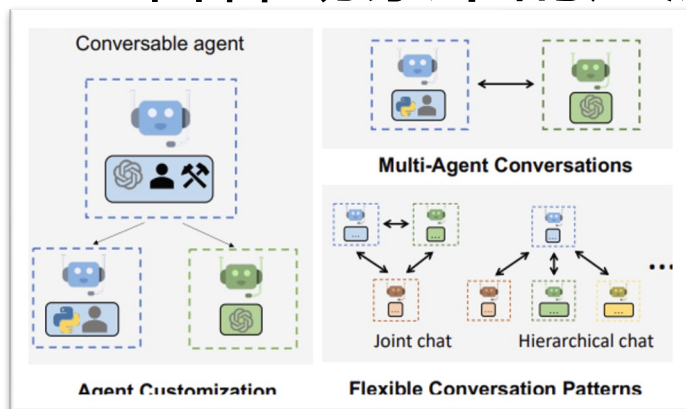 Conversable agent
Agent Customization
Multi-Agent Conversations
...
...
...
...
...
...
...
...
Joint chat
Hierarchical chat
Flexible Conversation Patterns